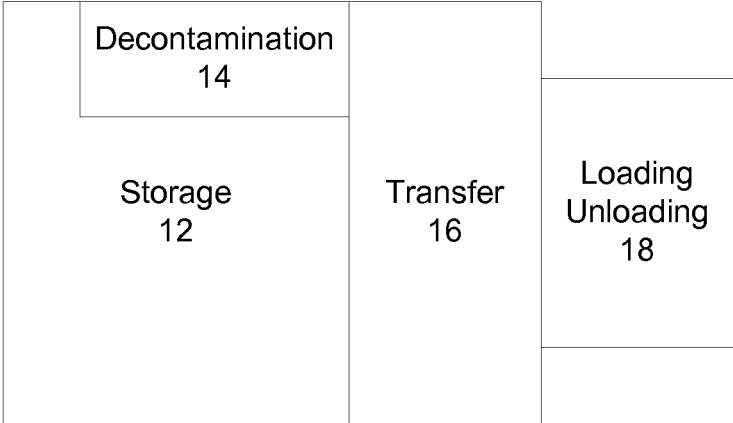 Decontamination
14
Storage
12
Transfer
16
Loading
Unloading
18